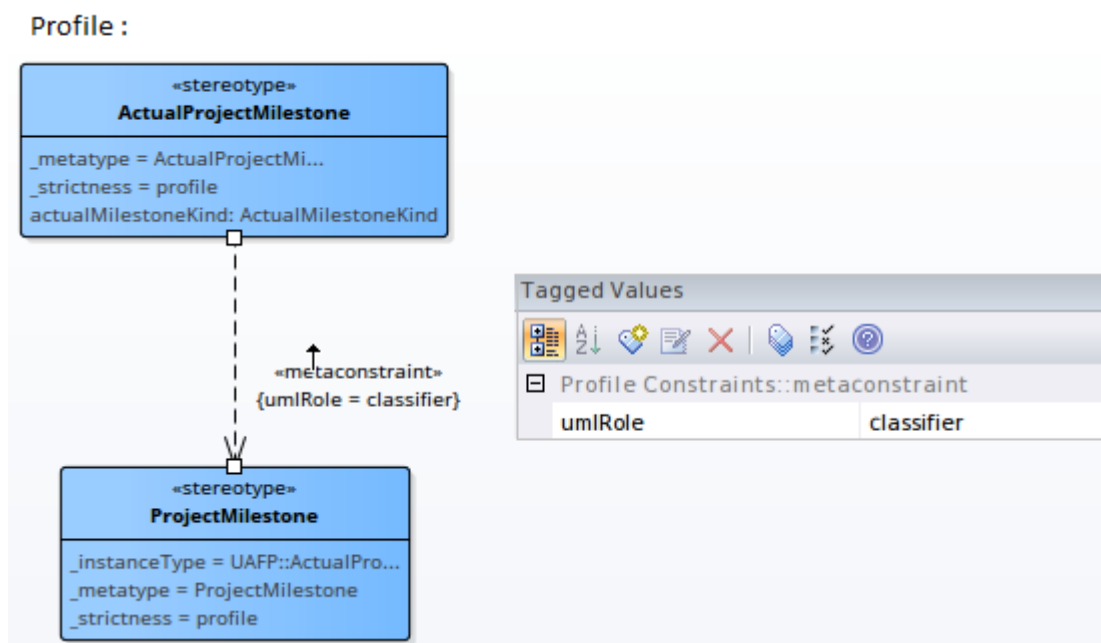 Profile :
«stereotype»
ActualProjectMilestone
_metatype = ActualProjectMi...
_strictness = profile
actualMilestoneKind: ActualMilestoneKind
«metaconstraint»
{umlRole = classifier}
«stereotype»
ProjectMilestone
_instanceType = UAFP::ActualPro...
_metatype = ProjectMilestone
_strictness = profile
Tagged Values
Profile Constraints::metaconstraint
umlRole classifier